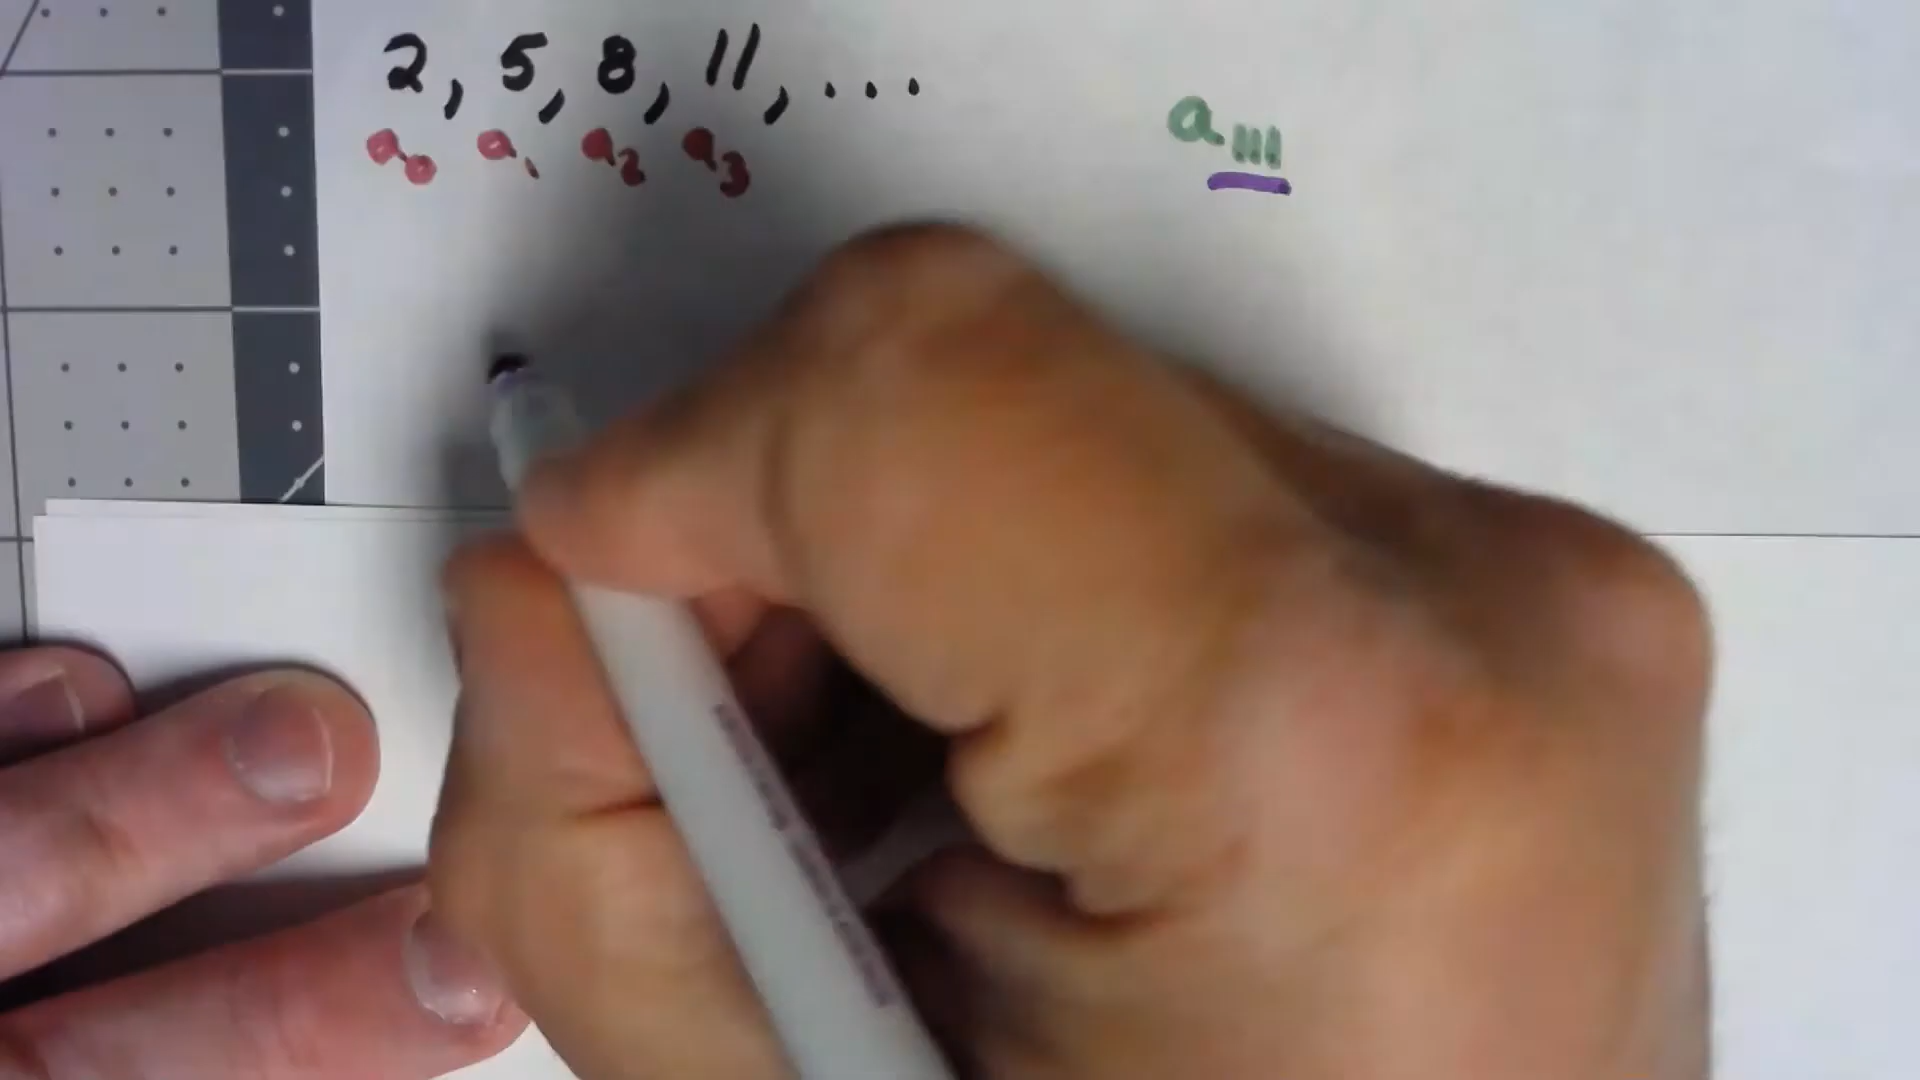 2, 5, 8, 11, ...
a₀ a₁ a₂ a₃
a₁₁₁